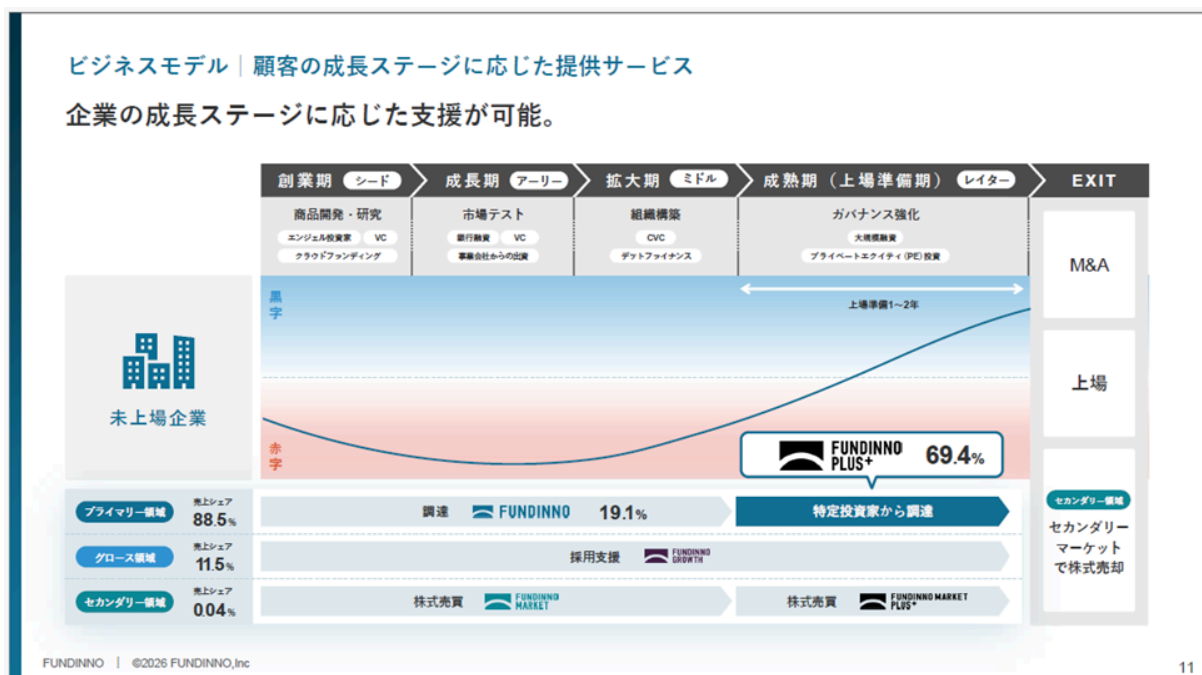 ビジネスモデル｜顧客の成長ステージに応じた提供サービス
企業の成長ステージに応じた支援が可能。
創業期 シード
成長期 アーリー
拡大期 ミドル
成熟期（上場準備期） レイター
EXIT
商品開発・研究
エンジェル投資家 VC
クラウドファンディング
市場テスト
銀行融資 VC
事業会社からの出資
組織構築
CVC
デットファイナンス
ガバナンス強化
大規模融資
プライベートエクイティ(PE)投資
未上場企業
黒字
赤字
上場準備1～2年
FUNDINNO PLUS+ 69.4%
M&A
上場
セカンダリー領域
セカンダリー
マーケット
で株式売却
プライマリー領域
売上シェア
88.5%
調達 FUNDINNO 19.1%
特定投資家から調達
グロース領域
売上シェア
11.5%
採用支援 FUNDINNO GROWTH
セカンダリー領域
売上シェア
0.04%
株式売買 FUNDINNO MARKET
株式売買 FUNDINNO MARKET PLUS+
FUNDINNO ｜ ©2026 FUNDINNO,Inc
11